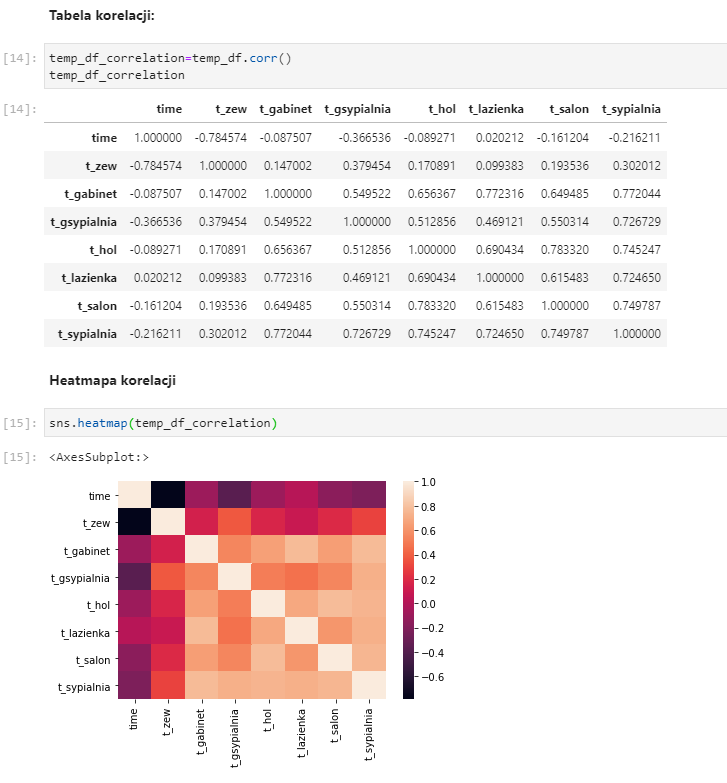 Tabela korelacji:
[14]: temp_df_correlation=temp_df.corr()
temp_df_correlation
[14]: time t_zew t_gabinet t_gsypialnia t_hol t_lazienka t_salon t_sypialnia
time 1.000000 -0.784574 -0.087507 -0.366536 -0.089271 0.020212 -0.161204 -0.216211
t_zew -0.784574 1.000000 0.147002 0.379454 0.170891 0.099383 0.193536 0.302012
t_gabinet -0.087507 0.147002 1.000000 0.549522 0.656367 0.772316 0.649485 0.772044
t_gsypialnia -0.366536 0.379454 0.549522 1.000000 0.512856 0.469121 0.550314 0.726729
t_hol -0.089271 0.170891 0.656367 0.512856 1.000000 0.690434 0.783320 0.745247
t_lazienka 0.020212 0.099383 0.772316 0.469121 0.690434 1.000000 0.615483 0.724650
t_salon -0.161204 0.193536 0.649485 0.550314 0.783320 0.615483 1.000000 0.749787
t_sypialnia -0.216211 0.302012 0.772044 0.726729 0.745247 0.724650 0.749787 1.000000
Heatmapa korelacji
[15]: sns.heatmap(temp_df_correlation)
[15]: <AxesSubplot:>
time
t_zew
t_gabinet
t_gsypialnia
t_hol
t_lazienka
t_salon
t_sypialnia
time
t_zew
t_gabinet
t_gsypialnia
t_hol
t_lazienka
t_salon
t_sypialnia
1.0
0.8
0.6
0.4
0.2
0.0
−0.2
−0.4
−0.6